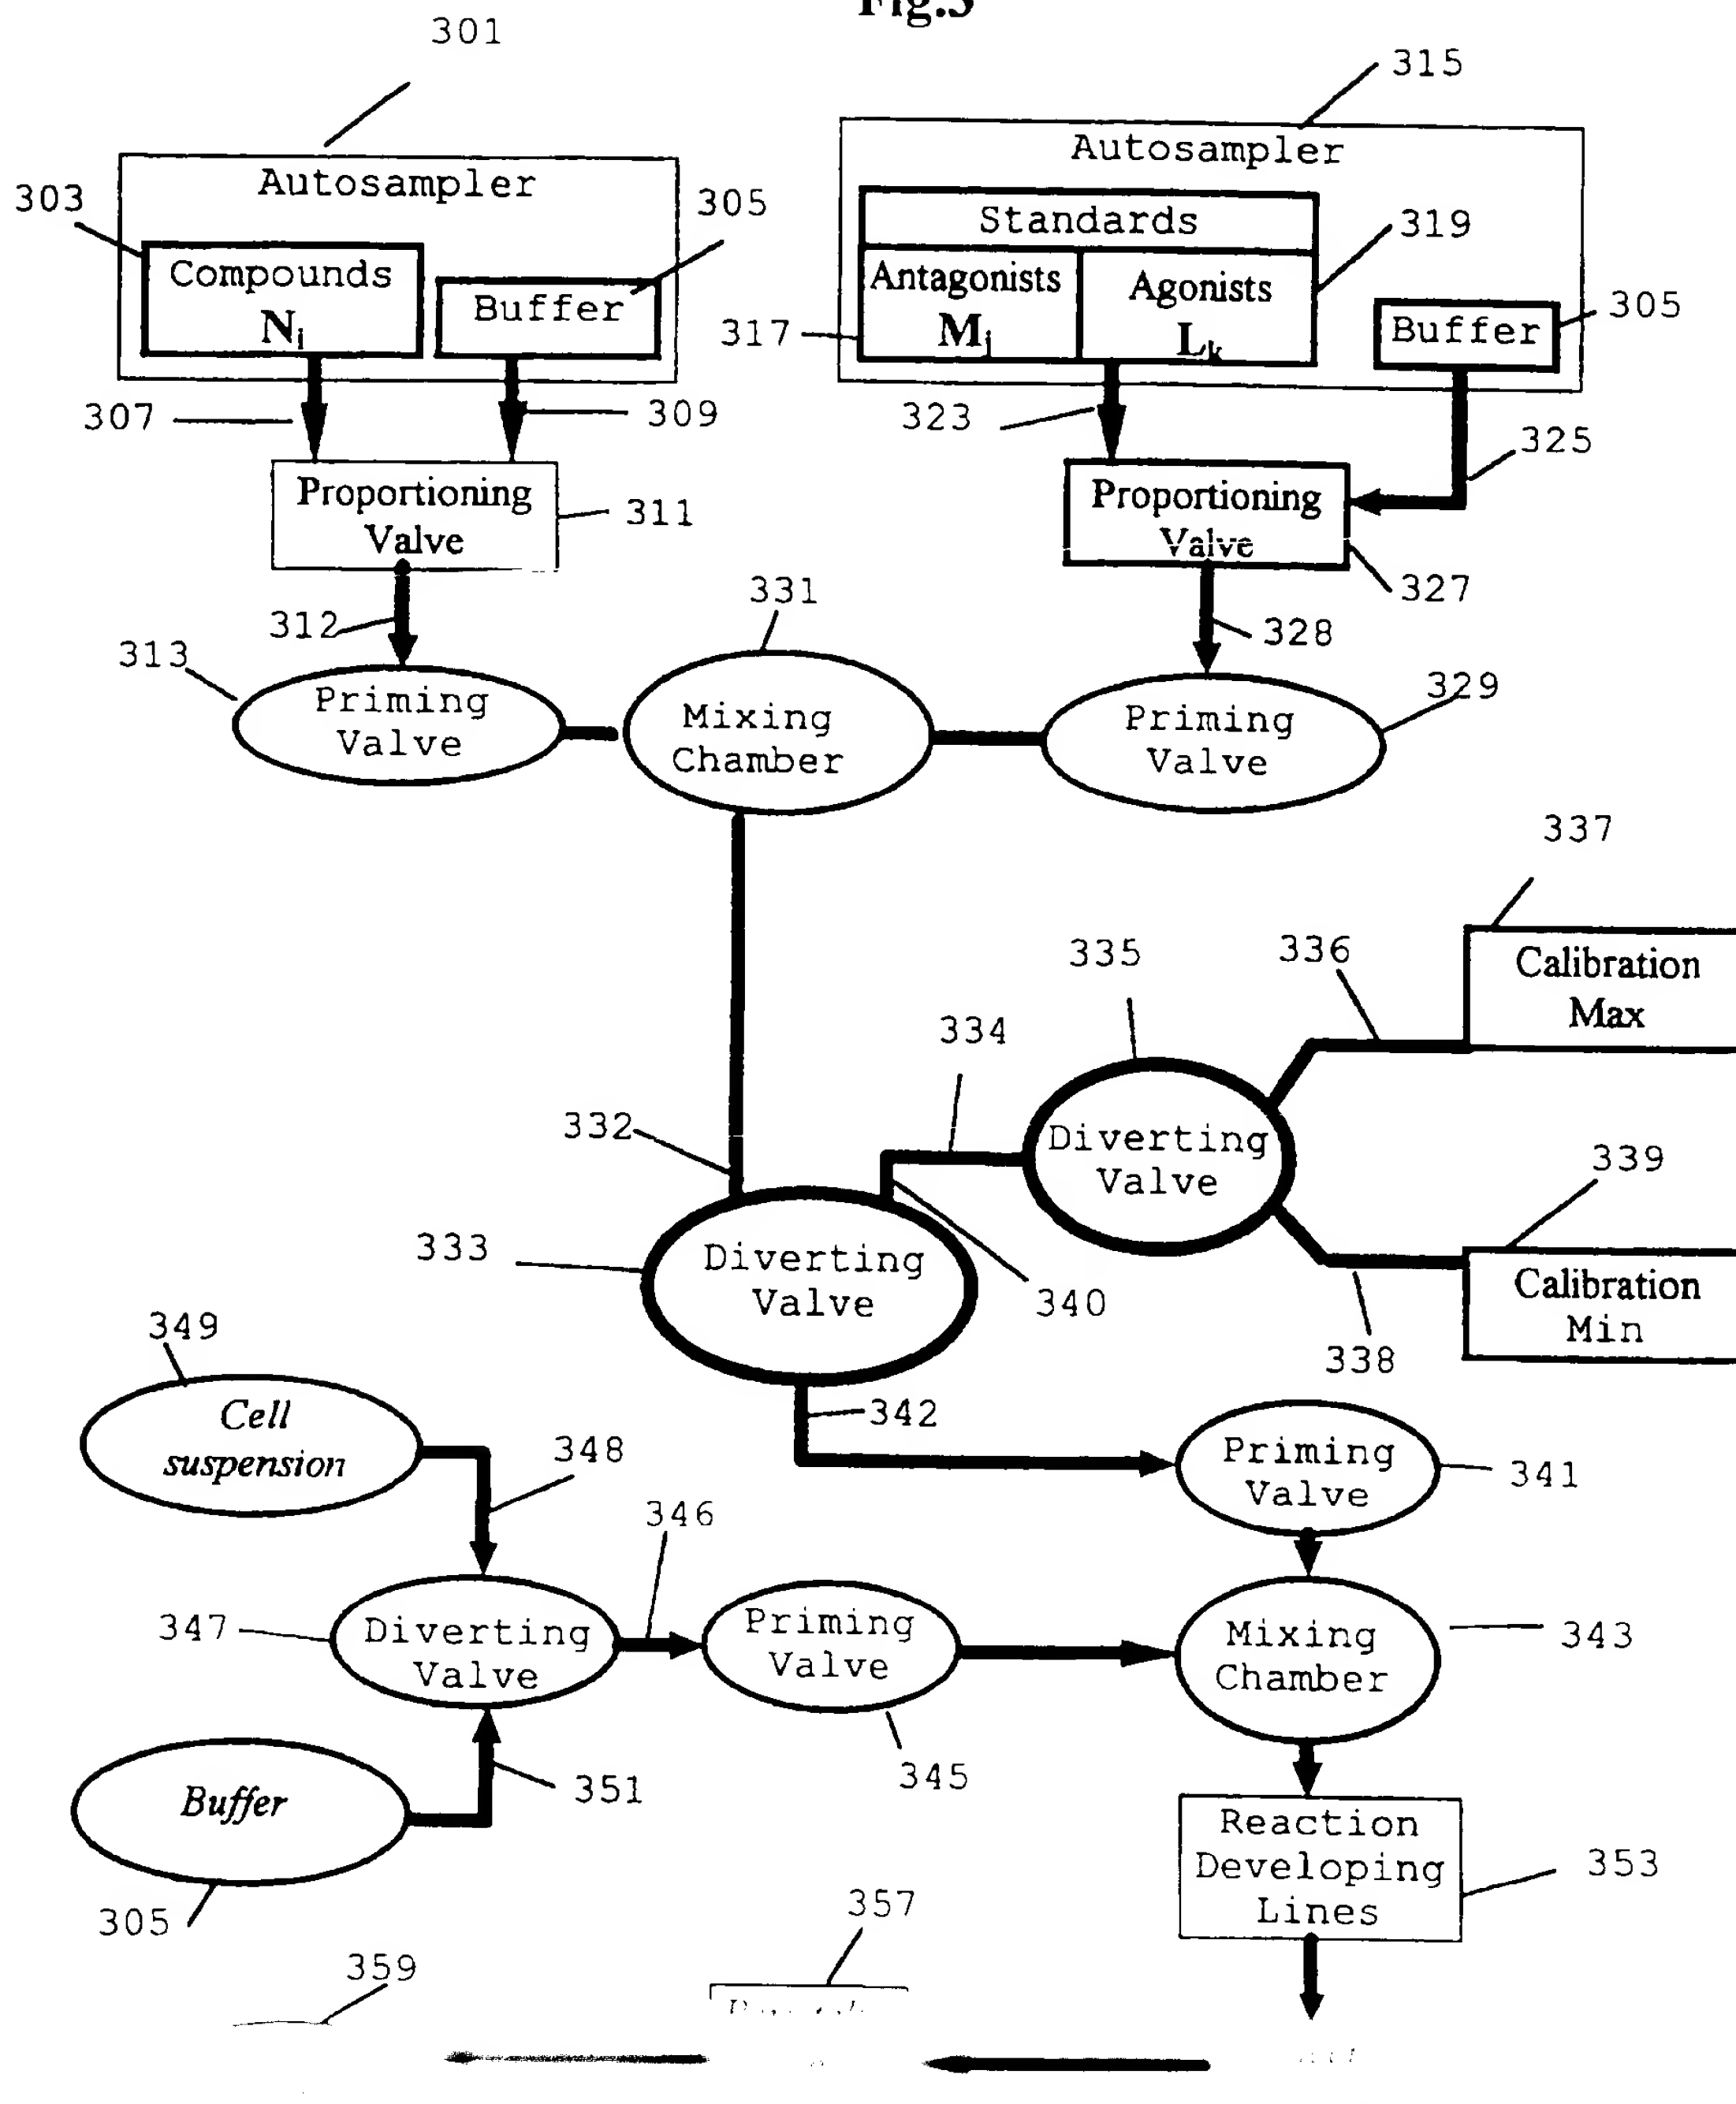 301
315
Autosampler
Autosampler
303
305
Standards
319
Compounds
Ni
Buffer
Antagonists
Mj
Agonists
Lk
317
Buffer
305
307
309
323
325
Proportioning
Valve
311
Proportioning
Valve
327
331
312
328
313
329
Priming
Valve
Mixing
Chamber
Priming
Valve
337
335
336
Calibration
Max
334
332
Diverting
Valve
339
333
Diverting
Valve
340
Calibration
Min
338
349
Cell
suspension
342
348
Priming
Valve
341
346
347
Diverting
Valve
Priming
Valve
Mixing
Chamber
343
345
351
Buffer
Reaction
Developing
Lines
353
305
357
359